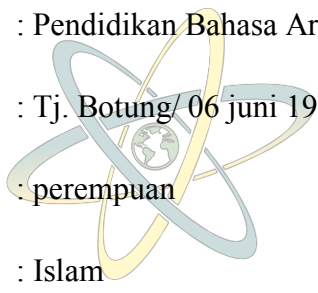 : Pendidikan Bahasa Ar
: Tj. Botung/ 06 juni 19
: perempuan
: Islam